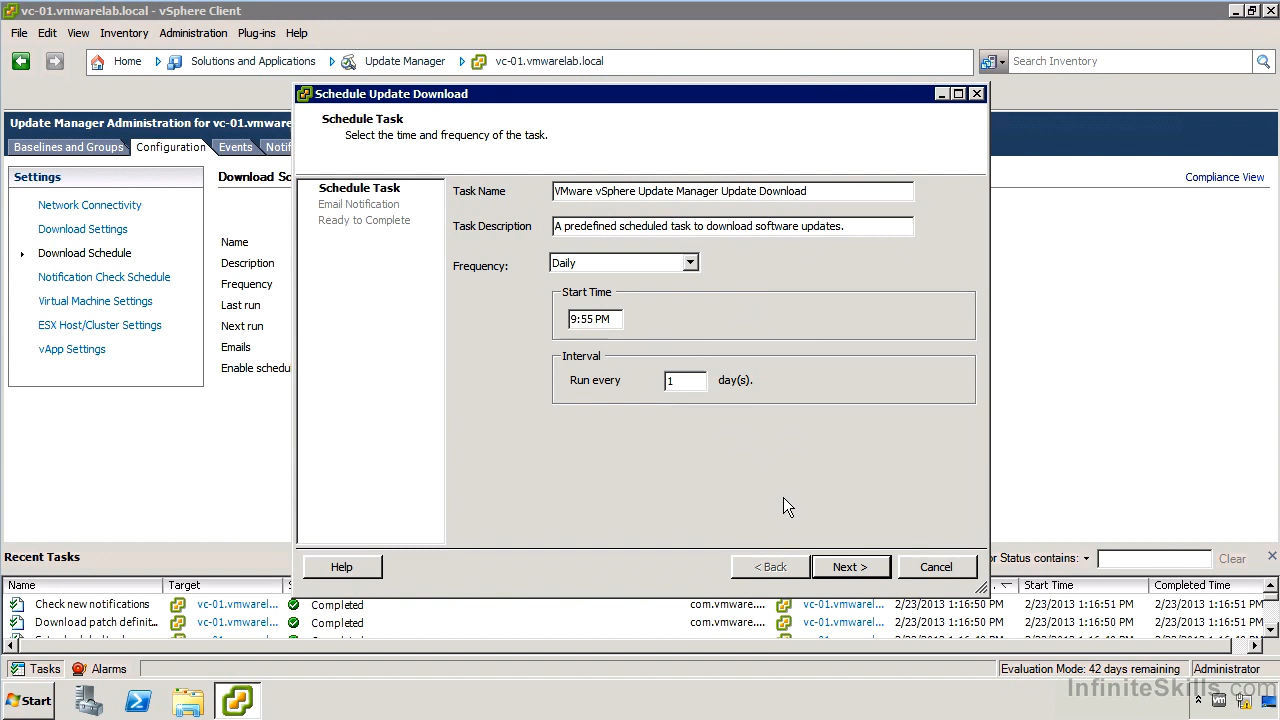 vc-01.vmwarelab.local - vSphere Client
File Edit View Inventory Administration Plug-ins Help
Home Solutions and Applications Update Manager vc-01.vmwarelab.local Search Inventory
Schedule Update Download
Schedule Task
Select the time and frequency of the task.
Update Manager Administration for vc-01.vmware
Baselines and Groups Configuration Events Notif
Settings
Network Connectivity
Download Settings
Download Schedule
Notification Check Schedule
Virtual Machine Settings
ESX Host/Cluster Settings
vApp Settings
Download Sc
Compliance View
Name
Description
Frequency
Last run
Next run
Emails
Enable schedu
Schedule Task
Email Notification
Ready to Complete
Task Name VMware vSphere Update Manager Update Download
Task Description A predefined scheduled task to download software updates.
Frequency: Daily
Start Time
9:55 PM
Interval
Run every 1 day(s).
Help < Back Next > Cancel
Recent Tasks
or Status contains: Clear
Name Target Start Time Completed Time
Check new notifications vc-01.vmwarel... Completed com.vmware.... vc-01.vmwarel... 2/23/2013 1:16:50 PM 2/23/2013 1:16:51 PM
Download patch definit... vc-01.vmwarel... Completed com.vmware.... vc-01.vmwarel... 2/23/2013 1:16:50 PM 2/23/2013 1:16:51 PM
Tasks Alarms Evaluation Mode: 42 days remaining Administrator
Start
InfiniteSkills.com